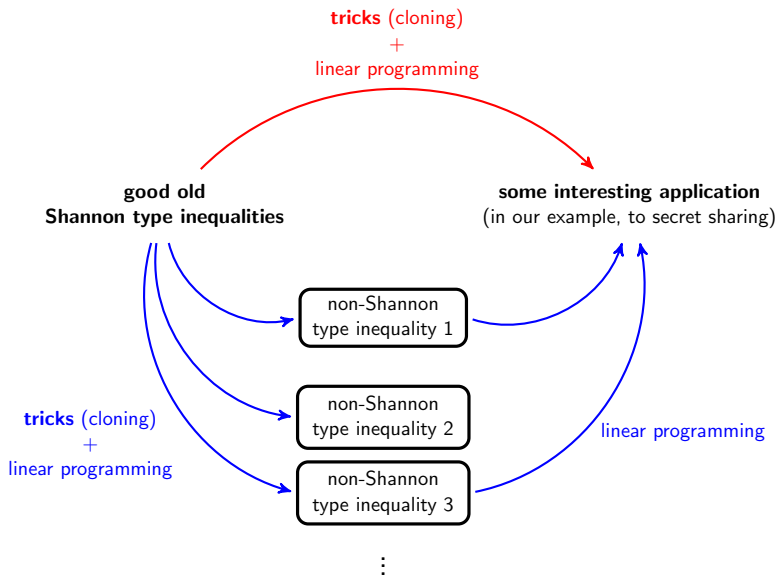 tricks (cloning)
+
linear programming
good old
Shannon type inequalities
some interesting application
(in our example, to secret sharing)
non-Shannon
type inequality 1
non-Shannon
type inequality 2
tricks (cloning)
+
linear programming
linear programming
non-Shannon
type inequality 3
⋮